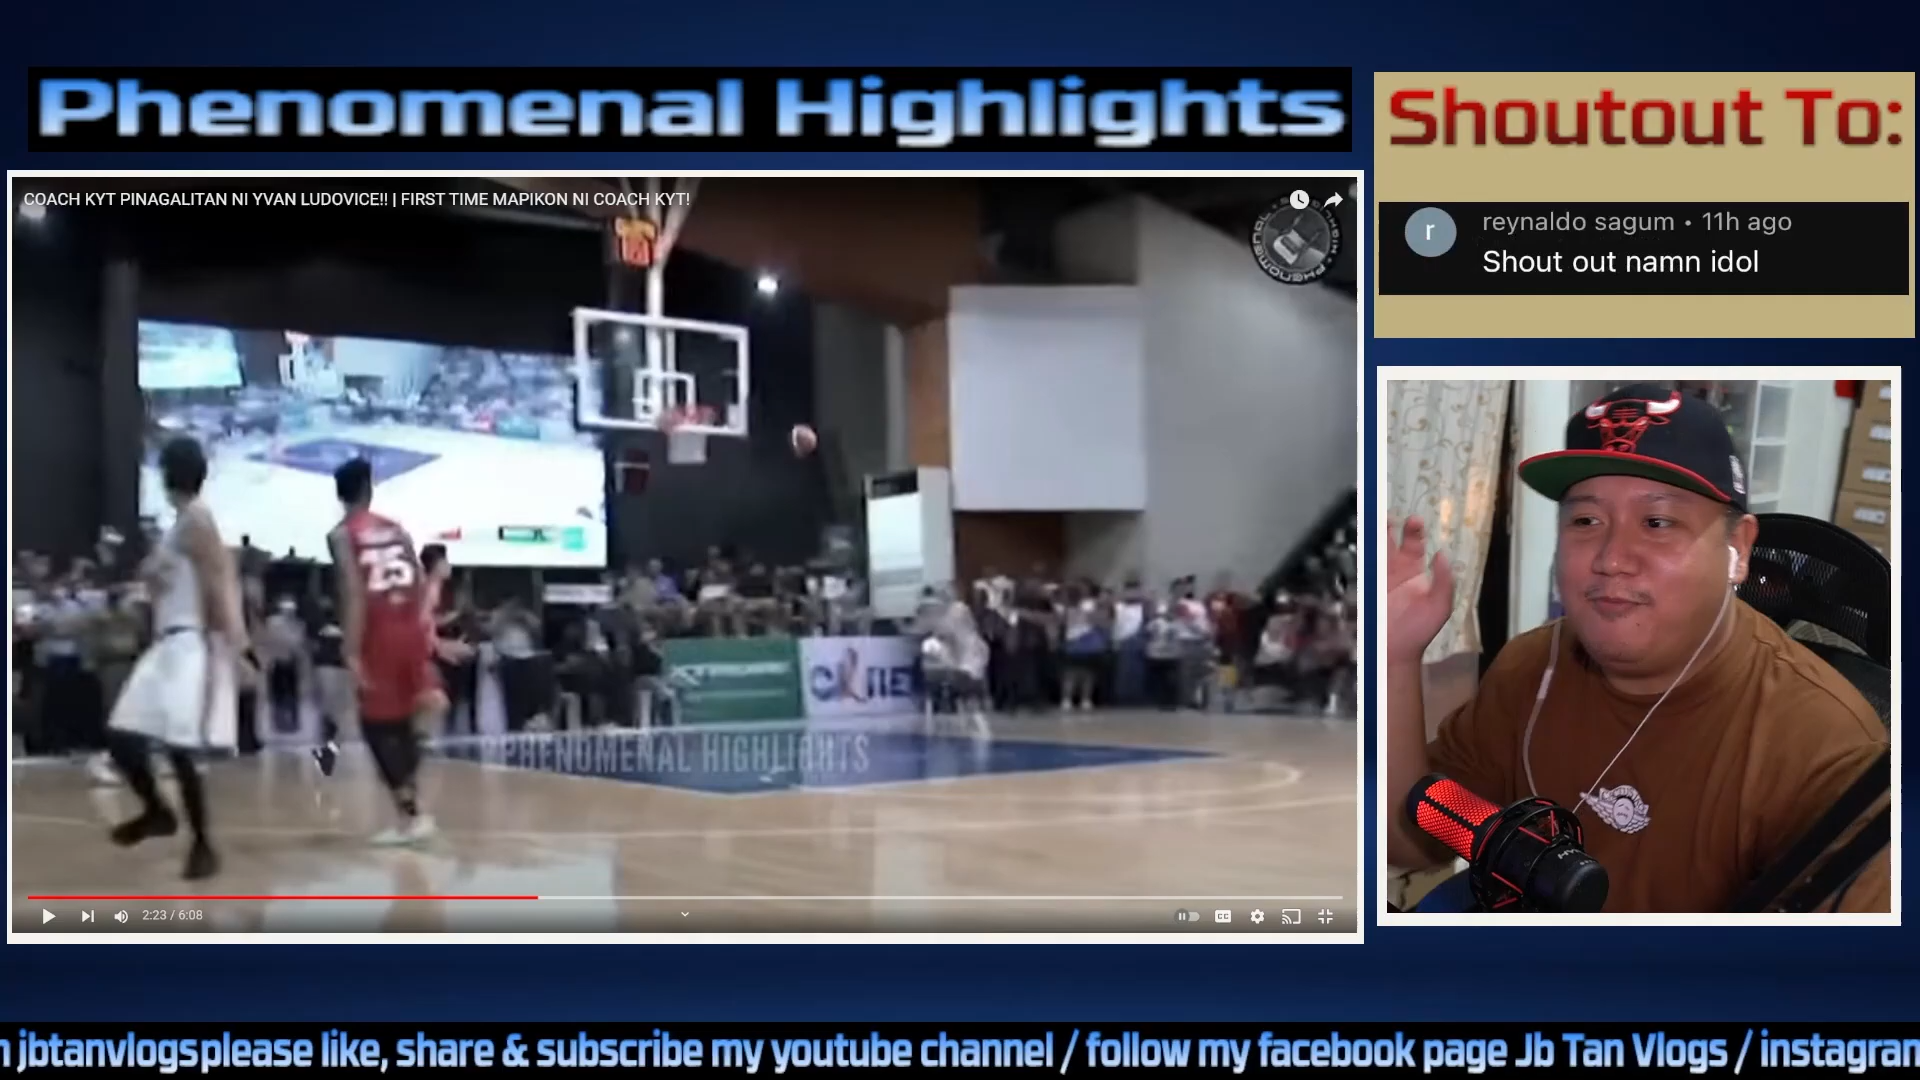 Phenomenal Highlights
Shoutout To:
COACH KYT PINAGALITAN NI YVAN LUDOVICE!! | FIRST TIME MAPIKON NI COACH KYT!
r
reynaldo sagum • 11h ago
Shout out namn idol
25
XTREME
PHENOMENAL HIGHLIGHTS
2:23 / 6:08
CC
jbtanvlogsplease like, share & subscribe my youtube channel / follow my facebook page Jb Tan Vlogs / instagram